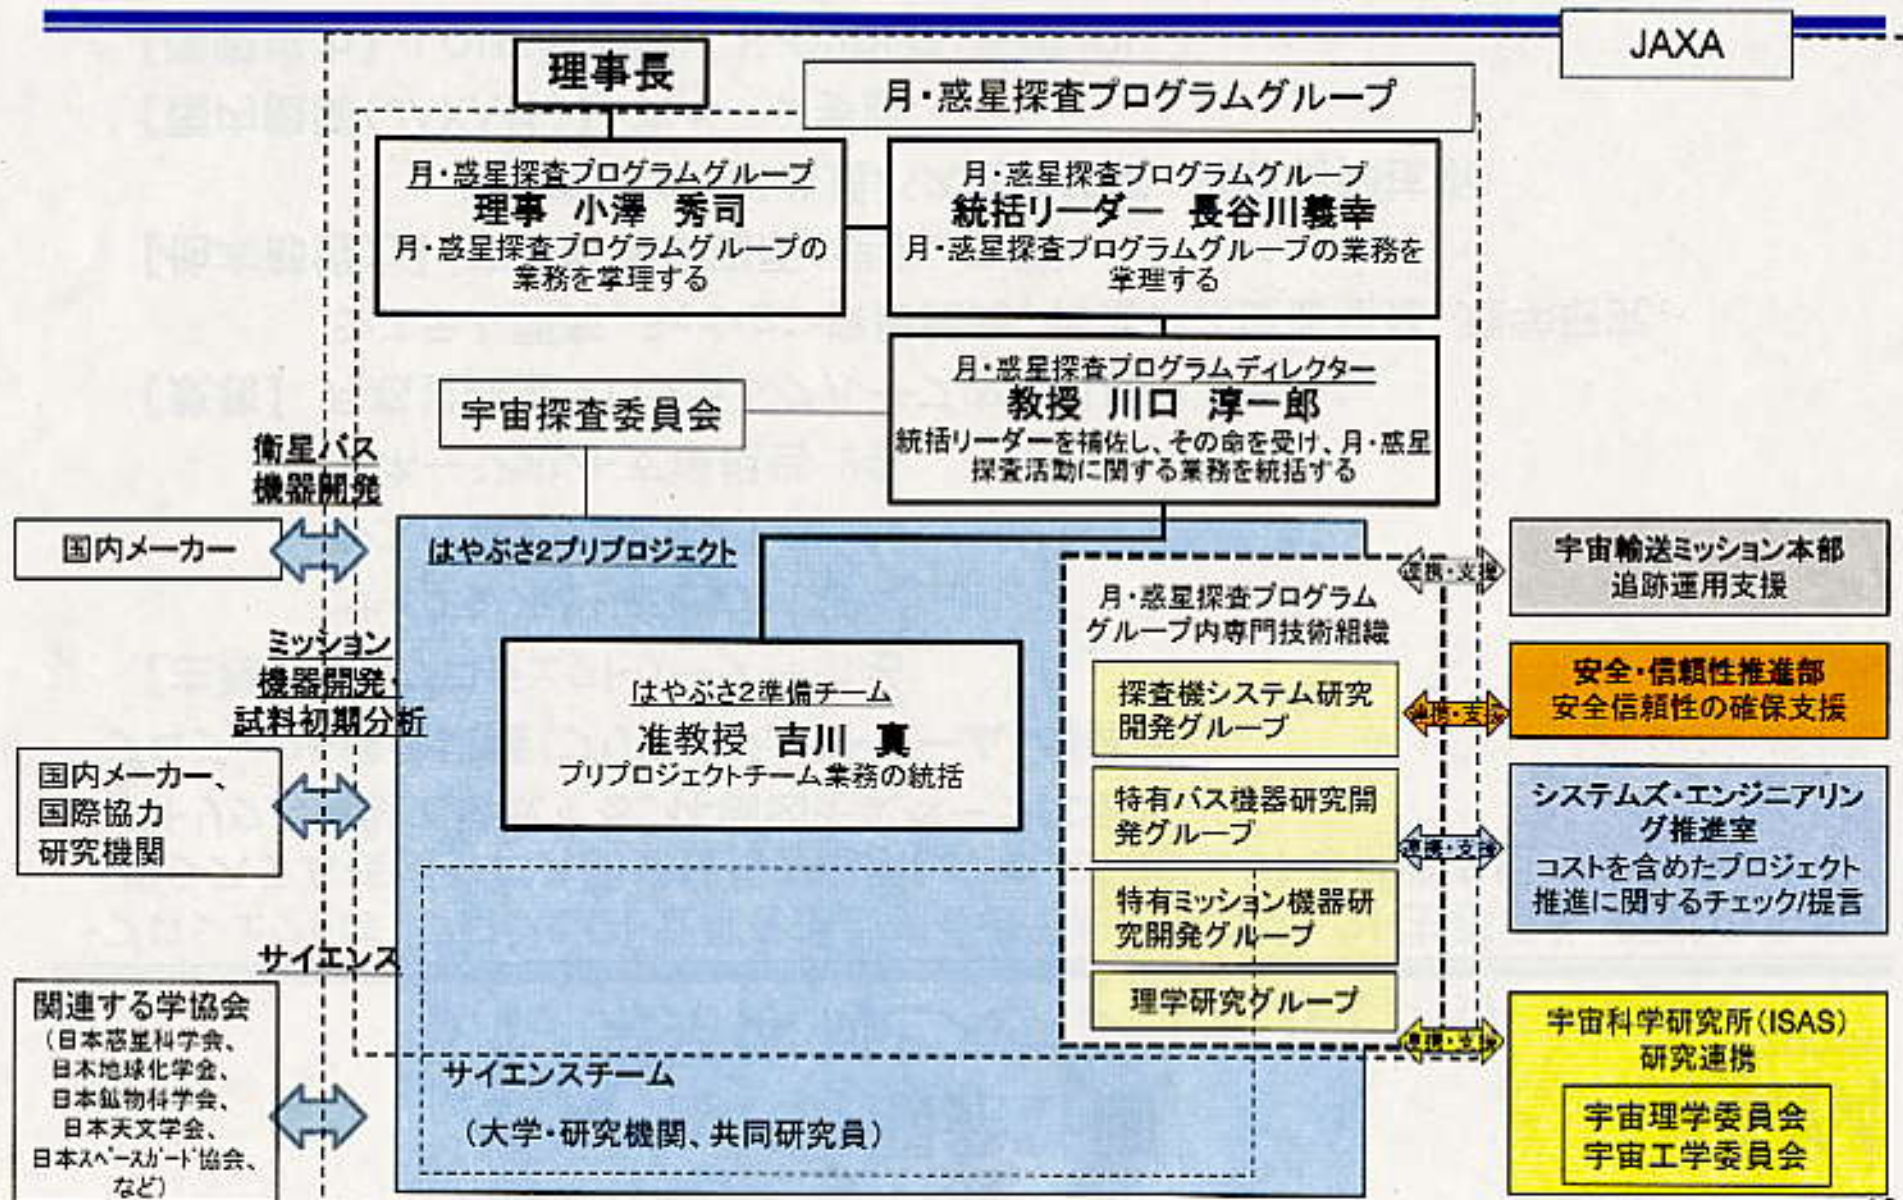 JAXA
理事長
月・惑星探査プログラムグループ
月・惑星探査プログラムグループ
理事 小澤 秀司
月・惑星探査プログラムグループの
業務を掌理する
月・惑星探査プログラムグループ
統括リーダー 長谷川義幸
月・惑星探査プログラムグループの業務を
掌理する
月・惑星探査プログラムディレクター
教授 川口 淳一郎
統括リーダーを補佐し、その命を受け、月・惑星
探査活動に関する業務を統括する
宇宙探査委員会
衛星バス
機器開発
国内メーカー
ミッション
機器開発・
試料初期分析
国内メーカー、
国際協力
研究機関
サイエンス
関連する学協会
(日本惑星科学会、
日本地球化学会、
日本鉱物科学会、
日本天文学会、
日本スペースガード協会、
など)
はやぶさ2プリプロジェクト
はやぶさ2準備チーム
准教授 吉川 真
プリプロジェクトチーム業務の統括
サイエンスチーム
(大学・研究機関、共同研究員)
月・惑星探査プログラム
グループ内専門技術組織
探査機システム研究
開発グループ
特有バス機器研究開
発グループ
特有ミッション機器研
究開発グループ
理学研究グループ
連携・支援
連携・支援
連携・支援
連携・支援
宇宙輸送ミッション本部
追跡運用支援
安全・信頼性推進部
安全信頼性の確保支援
システムズ・エンジニアリン
グ推進室
コストを含めたプロジェクト
推進に関するチェック/提言
宇宙科学研究所(ISAS)
研究連携
宇宙理学委員会
宇宙工学委員会